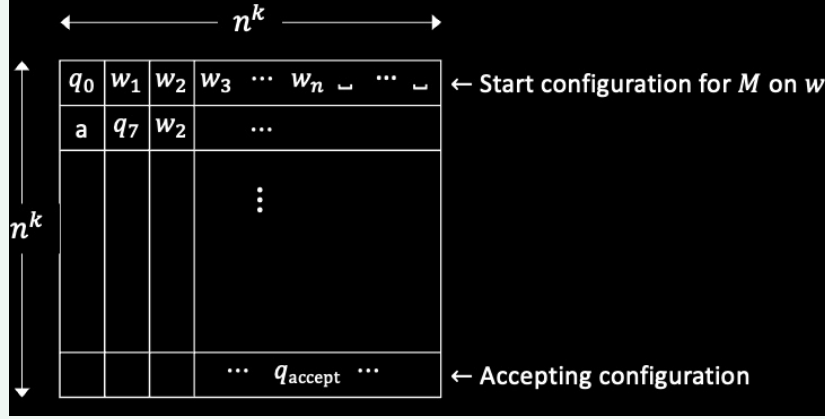 n^k
q₀ w₁ w₂ w₃ ⋯ wₙ ␣ ⋯ ␣ ← Start configuration for M on w
a q₇ w₂ ⋯
⋮
n^k
⋯ q_accept ⋯ ← Accepting configuration